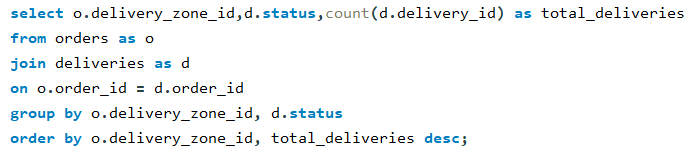 select o.delivery_zone_id,d.status,count(d.delivery_id) as total_deliveries
from orders as o
join deliveries as d
on o.order_id = d.order_id
group by o.delivery_zone_id, d.status
order by o.delivery_zone_id, total_deliveries desc;